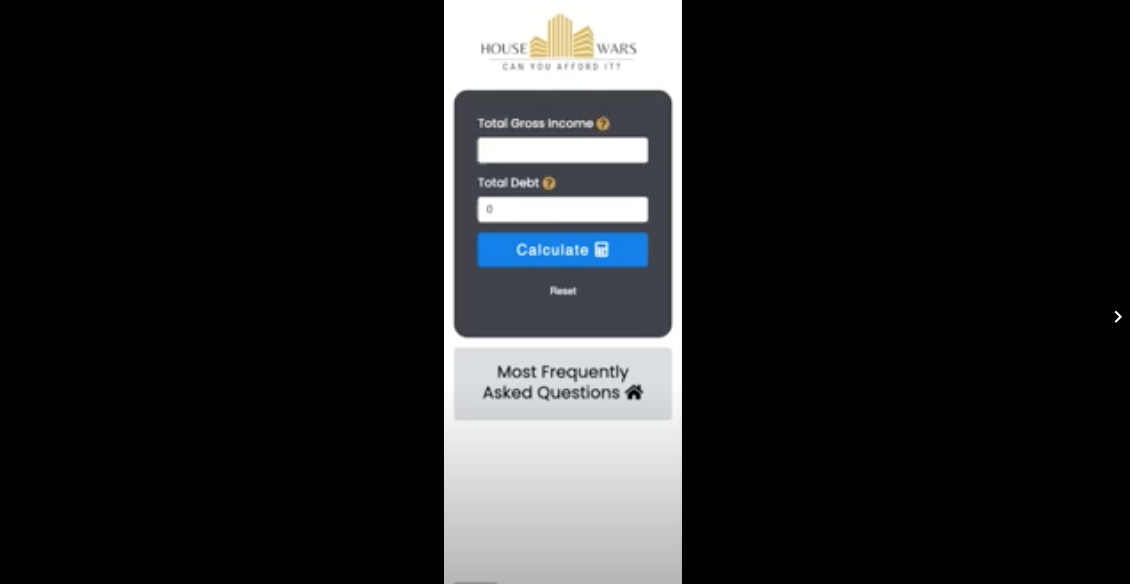 HOUSE WARS
CAN YOU AFFORD IT?
Total Gross Income ?
Total Debt ?
0
Calculate
Reset
Most Frequently
Asked Questions